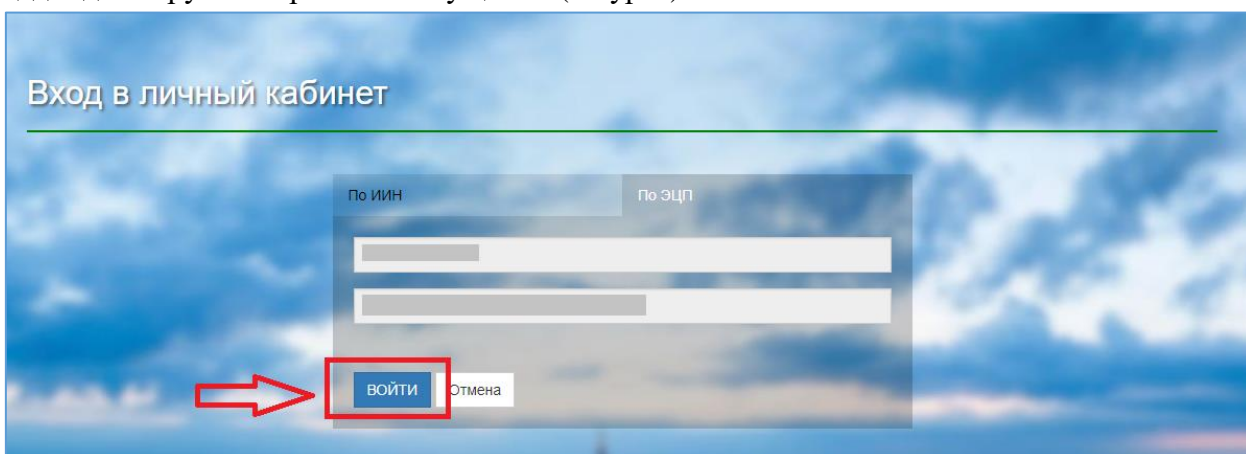 Вход в личный кабинет
По ИИН
По ЭЦП
ВОЙТИ
Отмена